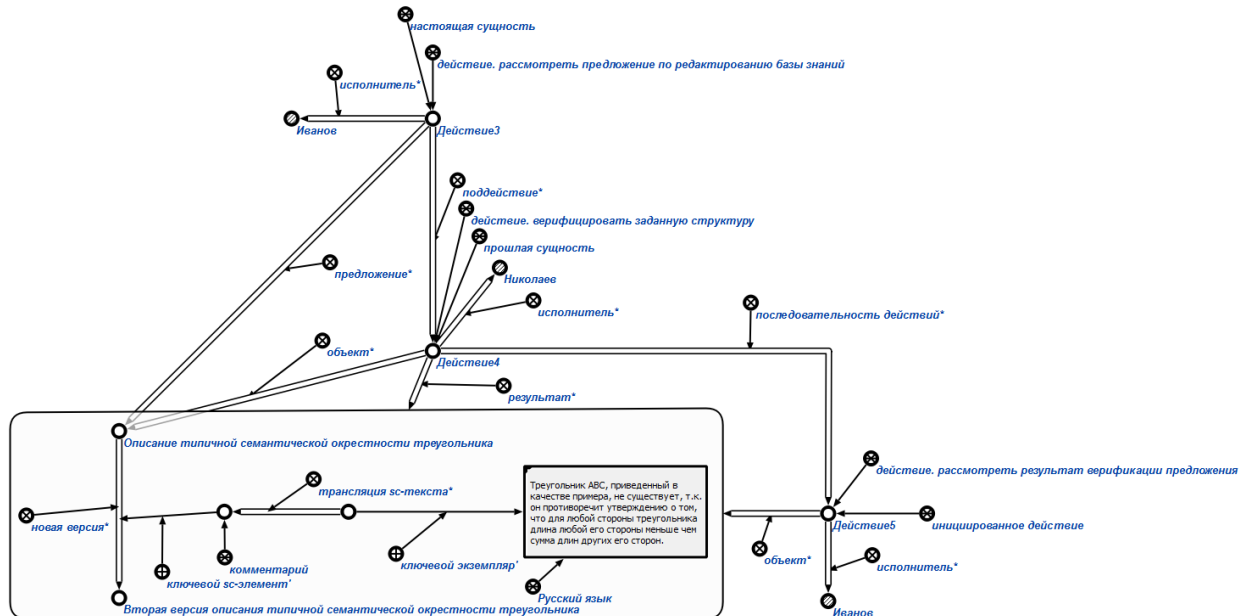 настоящая сущность
действие. рассмотреть предложение по редактированию базы знаний
исполнитель*
Иванов
Действие3
поддействие*
действие. верифицировать заданную структуру
прошлая сущность
предложение*
Николаев
исполнитель*
последовательность действий*
объект*
Действие4
результат*
Описание типичной семантической окрестности треугольника
действие. рассмотреть результат верификации предложения
трансляция sc-текста*
Треугольник ABC, приведенный в
качестве примера, не существует, т.к.
он противоречит утверждению о том,
что для любой стороны треугольника
длина любой его стороны меньше чем
сумма длин других его сторон.
новая версия*
Действие5
инициированное действие
комментарий
ключевой экземпляр'
объект*
исполнитель*
ключевой sc-элемент'
Русский язык
Вторая версия описания типичной семантической окрестности треугольника
Иванов